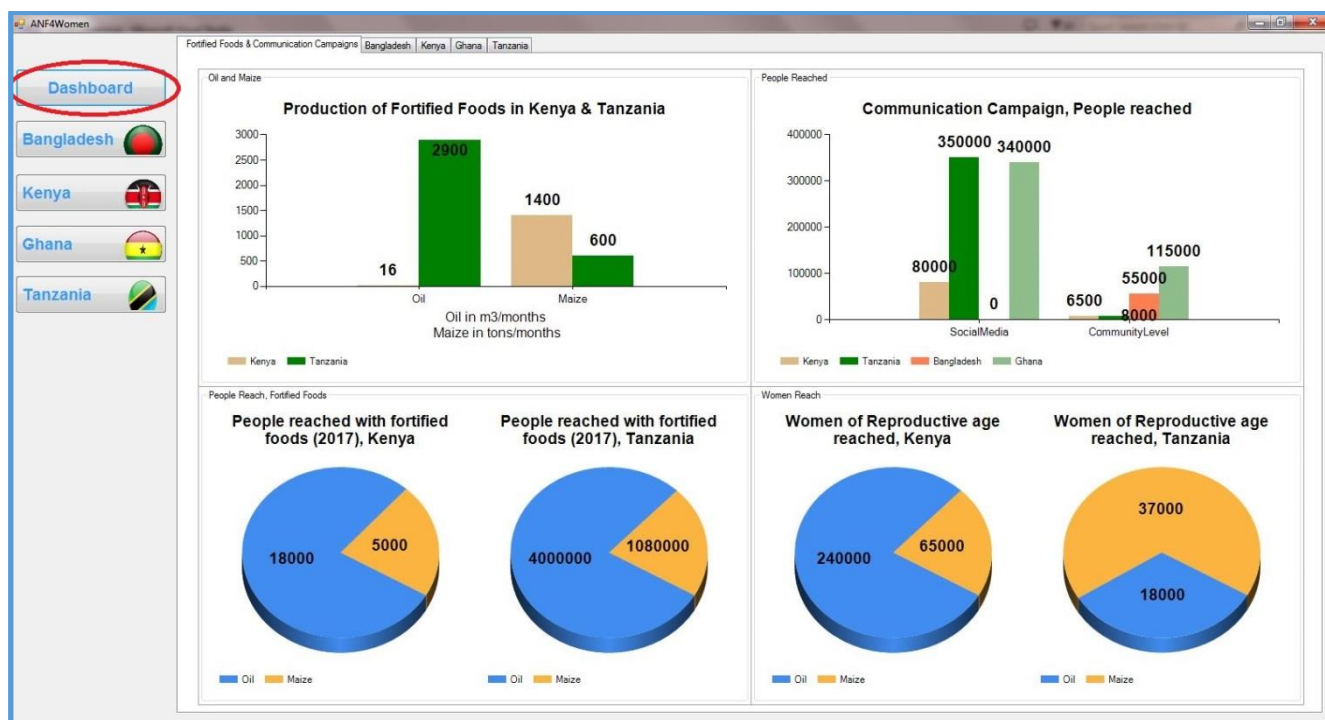 ANF4Women
Fortified Foods & Communication Campaigns Bangladesh Kenya Ghana Tanzania
Dashboard
Bangladesh
Kenya
Ghana
Tanzania
Oil and Maize
Production of Fortified Foods in Kenya & Tanzania
3000
2500
2000
1500
1000
500
0
16
2900
1400
600
Oil Maize
Oil in m3/months
Maize in tons/months
Kenya Tanzania
People Reached
Communication Campaign, People reached
400000
300000
200000
100000
0
80000
350000
0
340000
6500
8000
55000
115000
SocialMedia CommunityLevel
Kenya Tanzania Bangladesh Ghana
People Reach, Fortified Foods
People reached with fortified
foods (2017), Kenya
18000
5000
Oil Maize
People reached with fortified
foods (2017), Tanzania
4000000
1080000
Oil Maize
Women Reach
Women of Reproductive age
reached, Kenya
240000
65000
Oil Maize
Women of Reproductive age
reached, Tanzania
37000
18000
Oil Maize